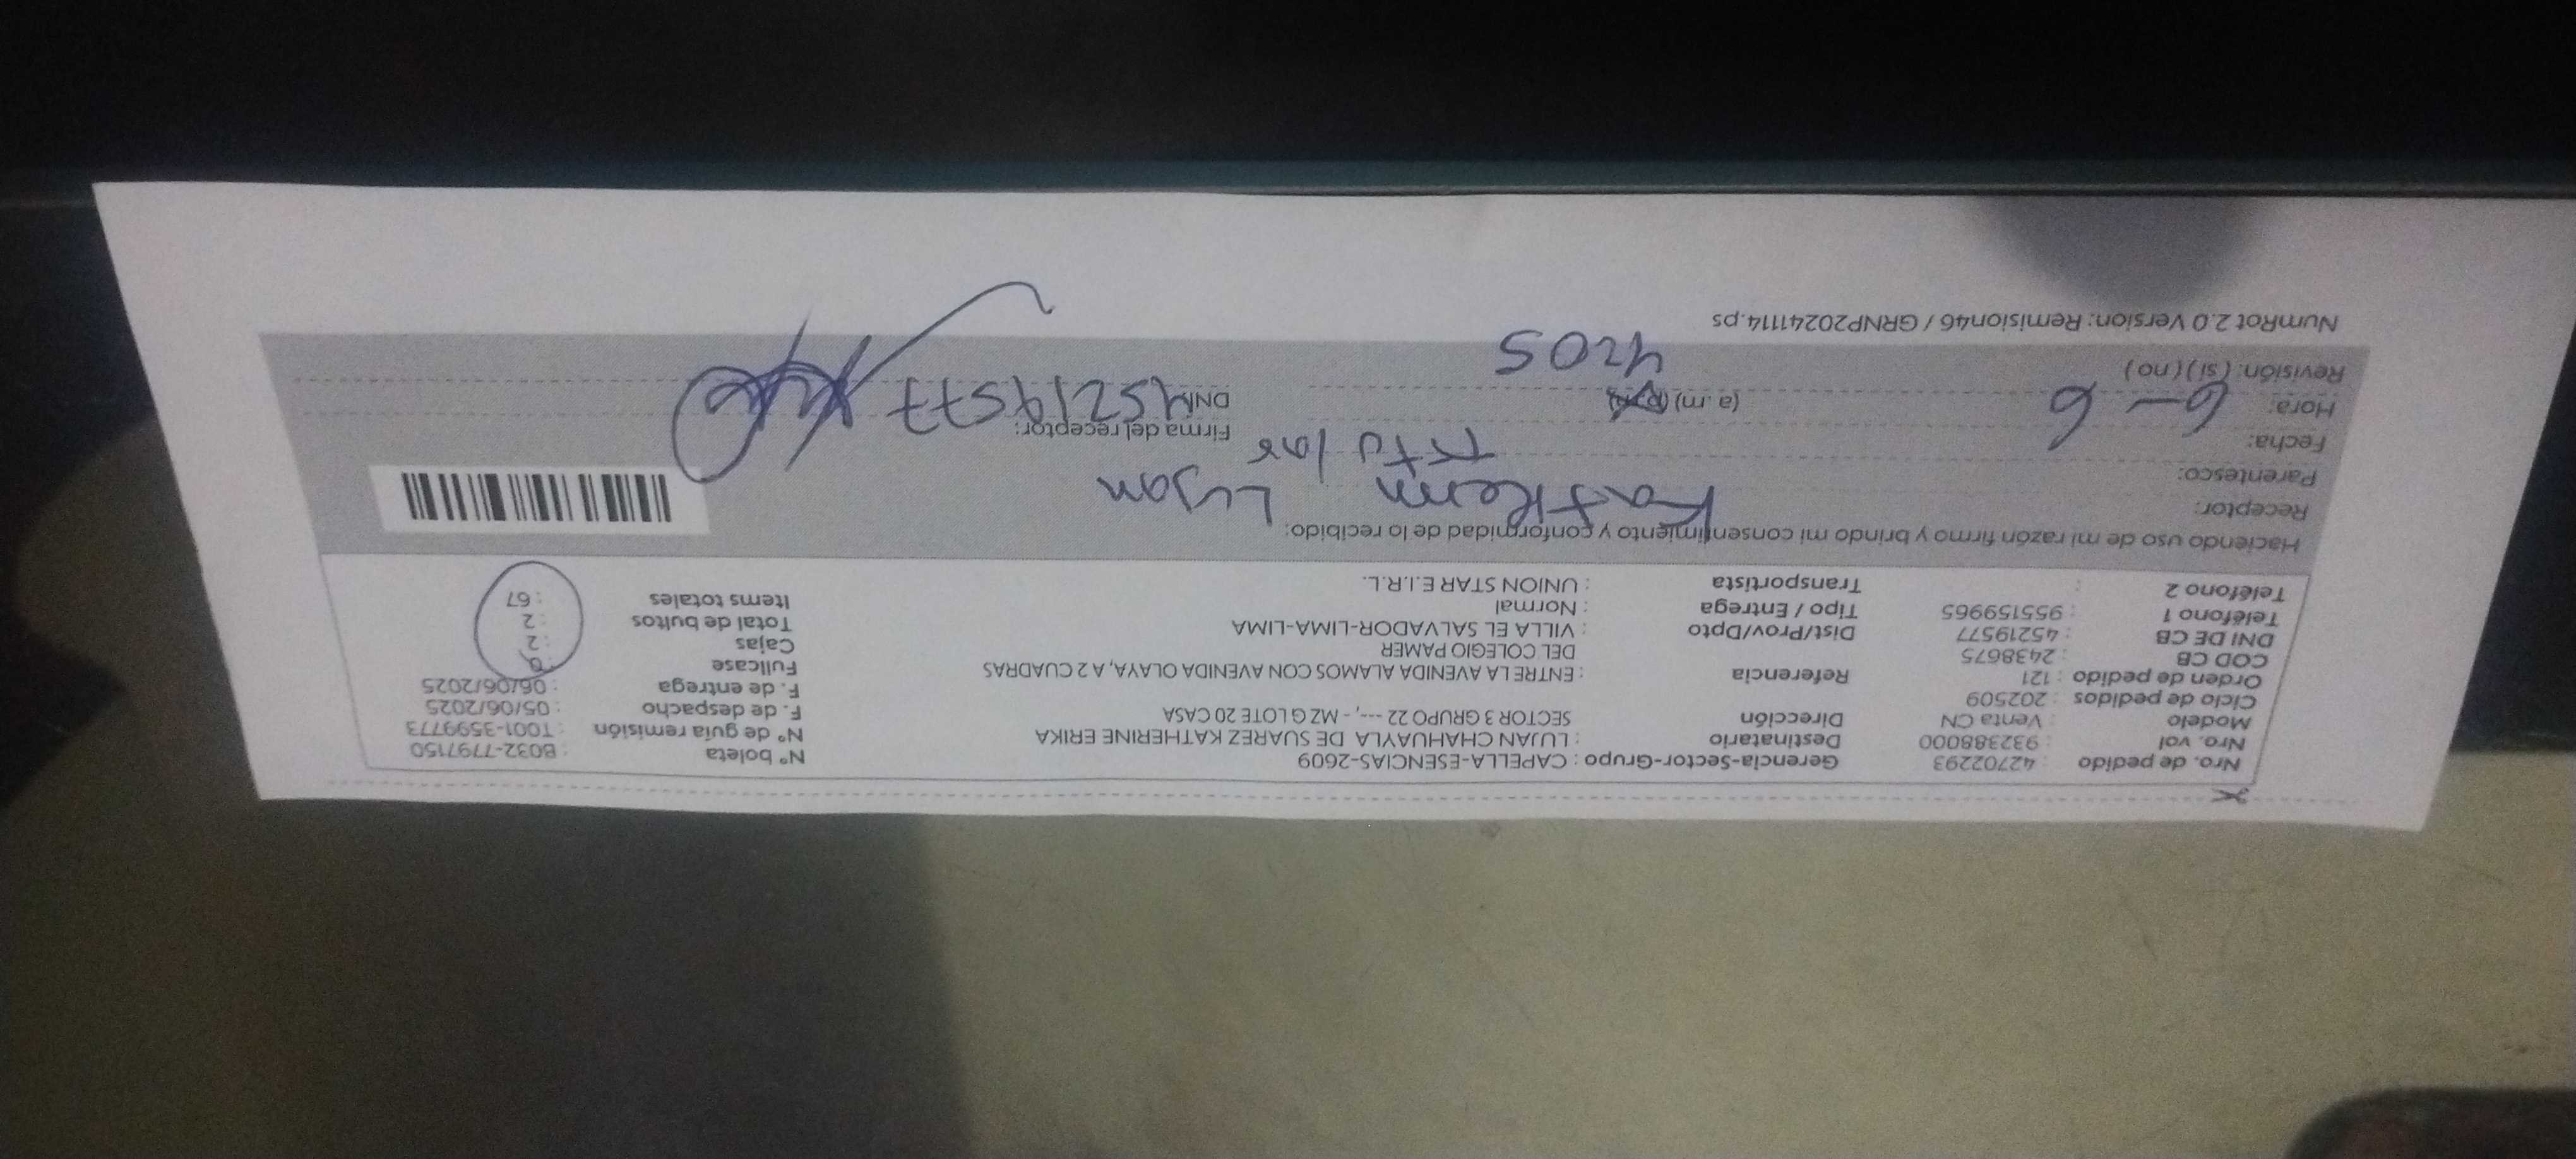 Nro. de pedido : 42702293 Gerencia-Sector-Grupo : CAPELLA-ESENCIAS-2609 Nº boleta : B032-7797150
Nro. vol : 932388000 Destinatario : LUJAN CHAHUAYLA DE SUAREZ KATHERINE ERIKA Nº de guía remisión : T001-3599773
Modelo : Venta CN Dirección SECTOR 3 GRUPO 22 ---, - MZ G LOTE 20 CASA F. de despacho : 05/06/2025
Ciclo de pedidos : 202509 F. de entrega : 06/06/2025
Orden de pedido : 121 Referencia : ENTRE LA AVENIDA ALAMOS CON AVENIDA OLAYA, A 2 CUADRAS Fullcase : 0
COD CB : 2438675 DEL COLEGIO PAMER Cajas : 2
DNI DE CB : 45219577 Dist/Prov/Dpto : VILLA EL SALVADOR-LIMA-LIMA Total de bultos : 2
Teléfono 1 : 955159965 Tipo / Entrega : Normal Items totales : 67
Teléfono 2 : Transportista : UNION STAR E.I.R.L.
Haciendo uso de mi razón firmo y brindo mi consentimiento y conformidad de lo recibido:
Receptor: Lujan
Parentesco: Titular
Fecha: Firma del receptor:
Hora: 6-6 (a.m) (p.m) DNI: 45219577
Revisión: (si) (no) 4205
NumRot 2.0 Version: Remision46 / GRNP20241114.ps